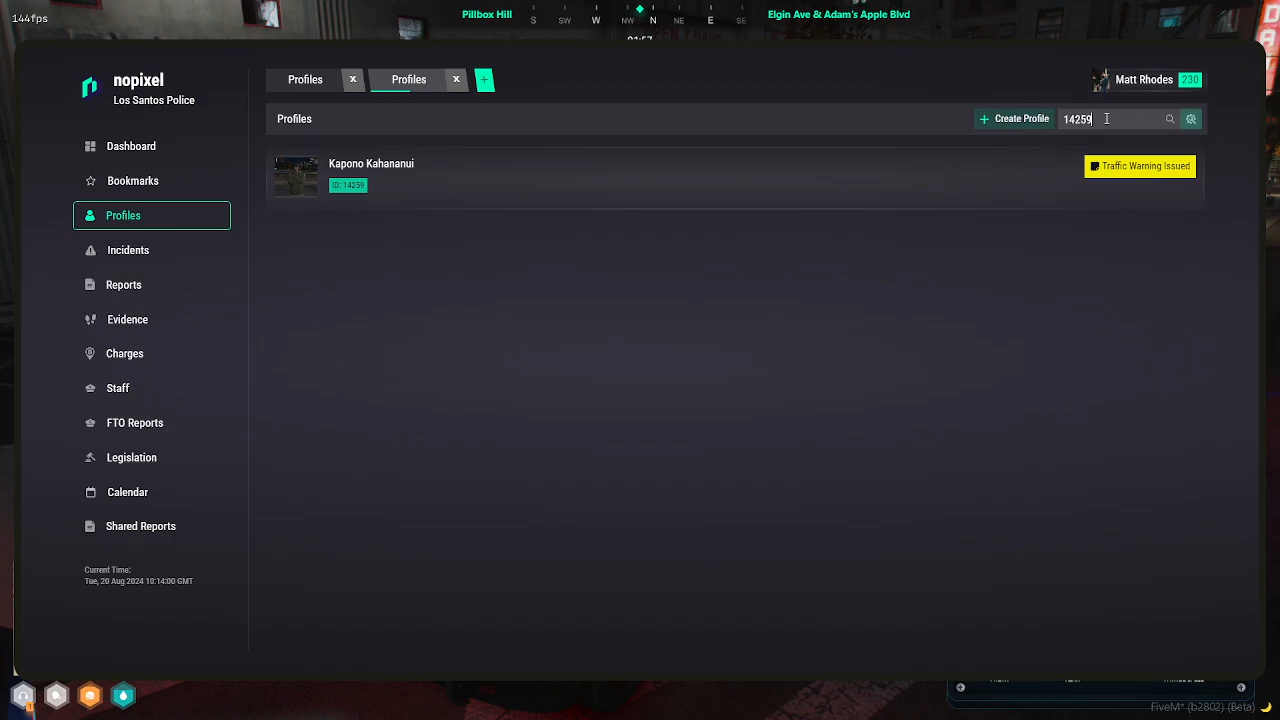 144fps
Pillbox Hill
S SW W NW N NE E SE
Elgin Ave & Adam's Apple Blvd
nopixel
Los Santos Police
Profiles x Profiles x +
Matt Rhodes 230
Profiles
+ Create Profile
14259
Kapono Kahananui
ID: 14259
Traffic Warning Issued
Dashboard
Bookmarks
Profiles
Incidents
Reports
Evidence
Charges
Staff
FTO Reports
Legislation
Calendar
Shared Reports
Current Time:
Tue, 20 Aug 2024 10:14:00 GMT
FiveM* (b2802) (Beta)